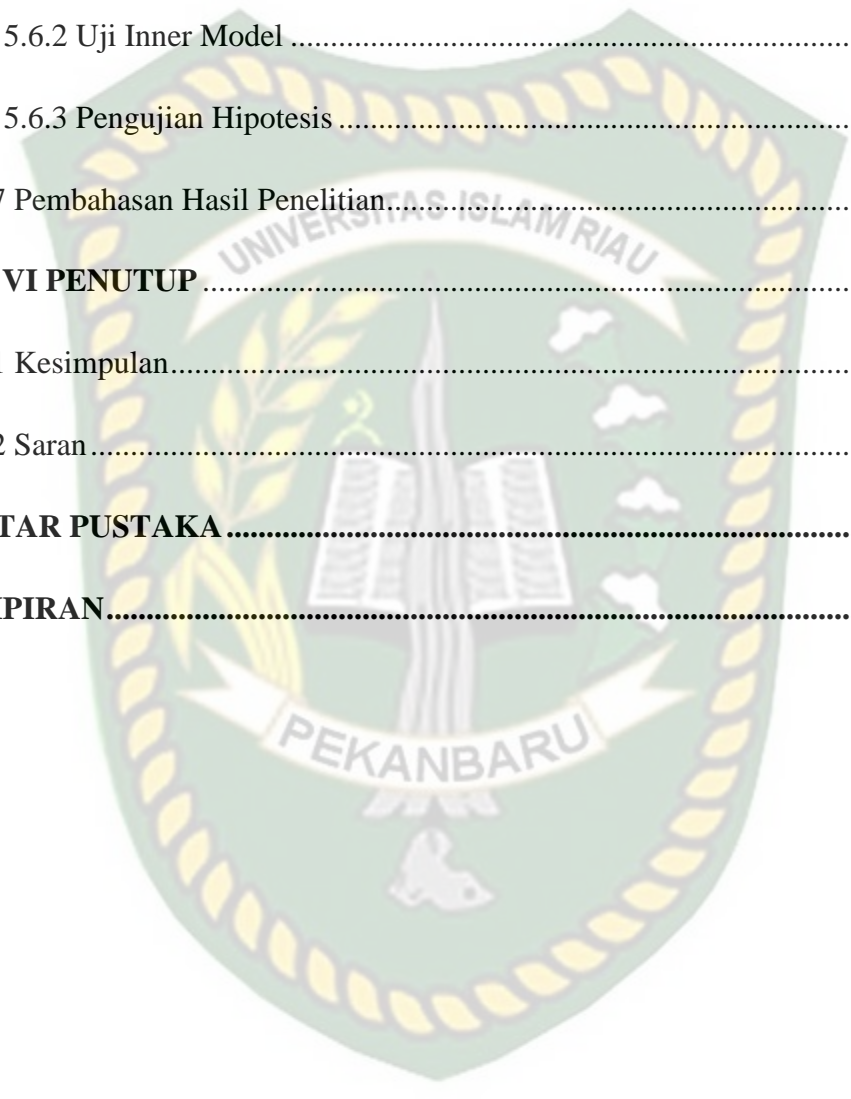 5.6.2 Uji Inner Model ........................................................................
5.6.3 Pengujian Hipotesis ..................................................................
7 Pembahasan Hasil Penelitian............................................................
UNIVERSITAS ISLAM RIAU
VI PENUTUP ....................................................................................
1 Kesimpulan.......................................................................................
2 Saran .................................................................................................
TAR PUSTAKA ................................................................................
PIRAN................................................................................................
PEKANBARU